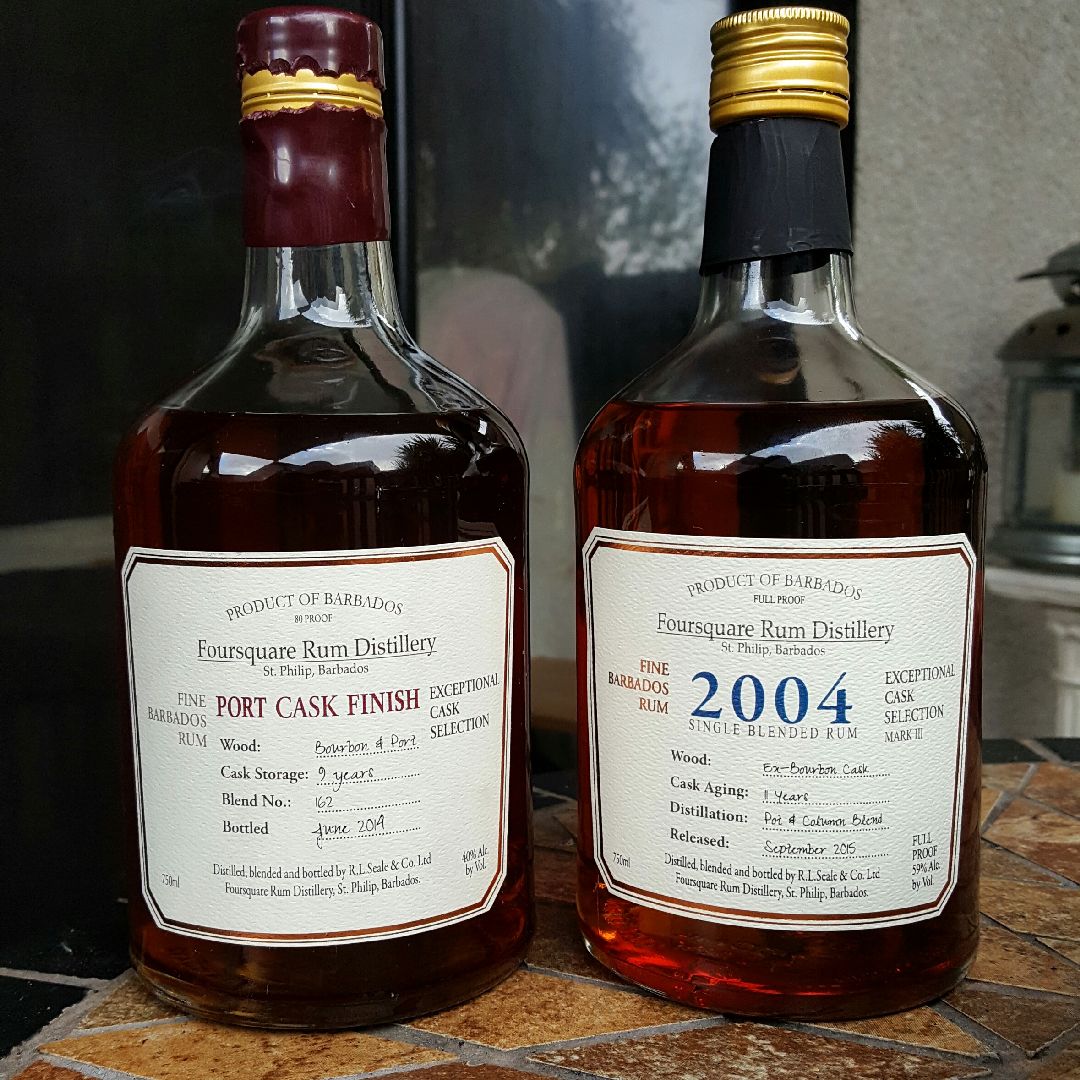 PRODUCT OF BARBADOS
80 PROOF
Foursquare Rum Distillery
St. Philip, Barbados
FINE
BARBADOS
RUM
PORT CASK FINISH
EXCEPTIONAL
CASK
SELECTION
Wood: Bourbon & Port
Cask Storage: 9 years
Blend No.: 162
Bottled June 2014
750ml
Distilled, blended and bottled by R.L.Seale & Co. Ltd
Foursquare Rum Distillery, St. Philip, Barbados.
40% Alc.
by Vol.
PRODUCT OF BARBADOS
FULL PROOF
Foursquare Rum Distillery
St. Philip, Barbados
FINE
BARBADOS
RUM
2004
SINGLE BLENDED RUM
EXCEPTIONAL
CASK
SELECTION
MARK III
Wood: Ex-Bourbon Cask
Cask Aging: 11 Years
Distillation: Pot & Column Blend
Released: September 2015
750ml
Distilled, blended and bottled by R.L.Seale & Co. Ltd
Foursquare Rum Distillery, St. Philip, Barbados.
FULL
PROOF
59% Alc.
by Vol.